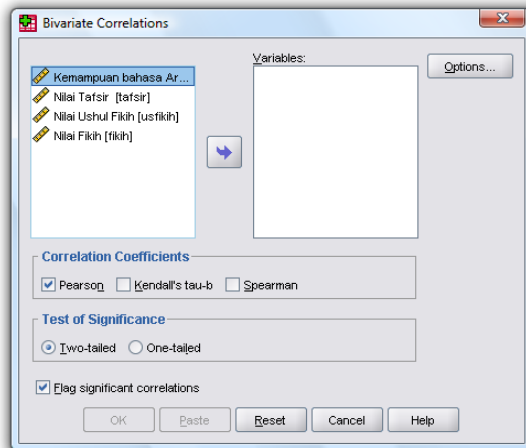 Bivariate Correlations
Kemampuan bahasa Ar...
Nilai Tafsir [tafsir]
Nilai Ushul Fikih [usfikih]
Nilai Fikih [fikih]
Variables:
Options...
Correlation Coefficients
Pearson Kendall's tau-b Spearman
Test of Significance
Two-tailed One-tailed
Flag significant correlations
OK Paste Reset Cancel Help